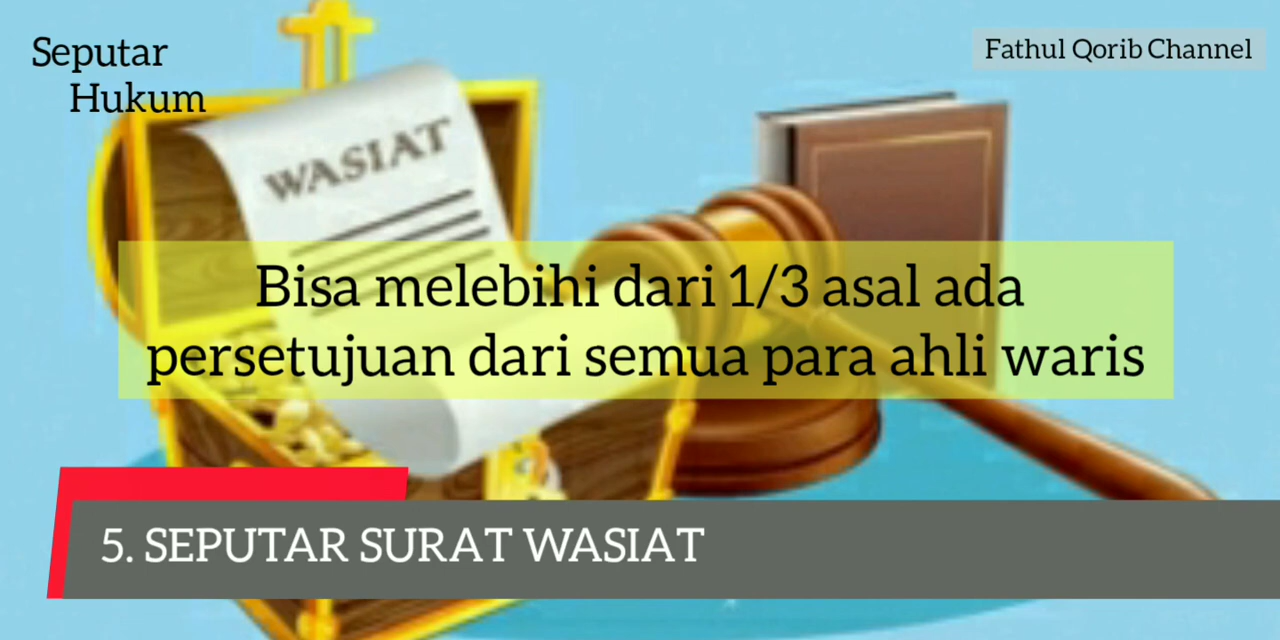 Seputar
Hukum
Fathul Qorib Channel
WASIAT
Bisa melebihi dari 1/3 asal ada
persetujuan dari semua para ahli waris
5. SEPUTAR SURAT WASIAT